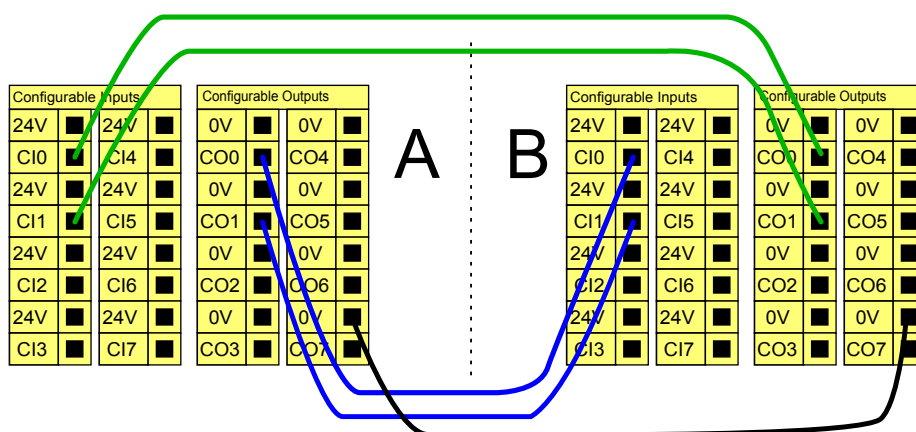 Configurable Inputs Configurable Outputs Configurable Inputs Configurable Outputs
24V 24V 0V 0V 24V 24V 0V 0V
CI0 CI4 CO0 CO4 A B CI0 CI4 CO0 CO4
24V 24V 0V 0V 24V 24V 0V 0V
CI1 CI5 CO1 CO5 CI1 CI5 CO1 CO5
24V 24V 0V 0V 24V 24V 0V 0V
CI2 CI6 CO2 CO6 CI2 CI6 CO2 CO6
24V 24V 0V 0V 24V 24V 0V 0V
CI3 CI7 CO3 CO7 CI3 CI7 CO3 CO7